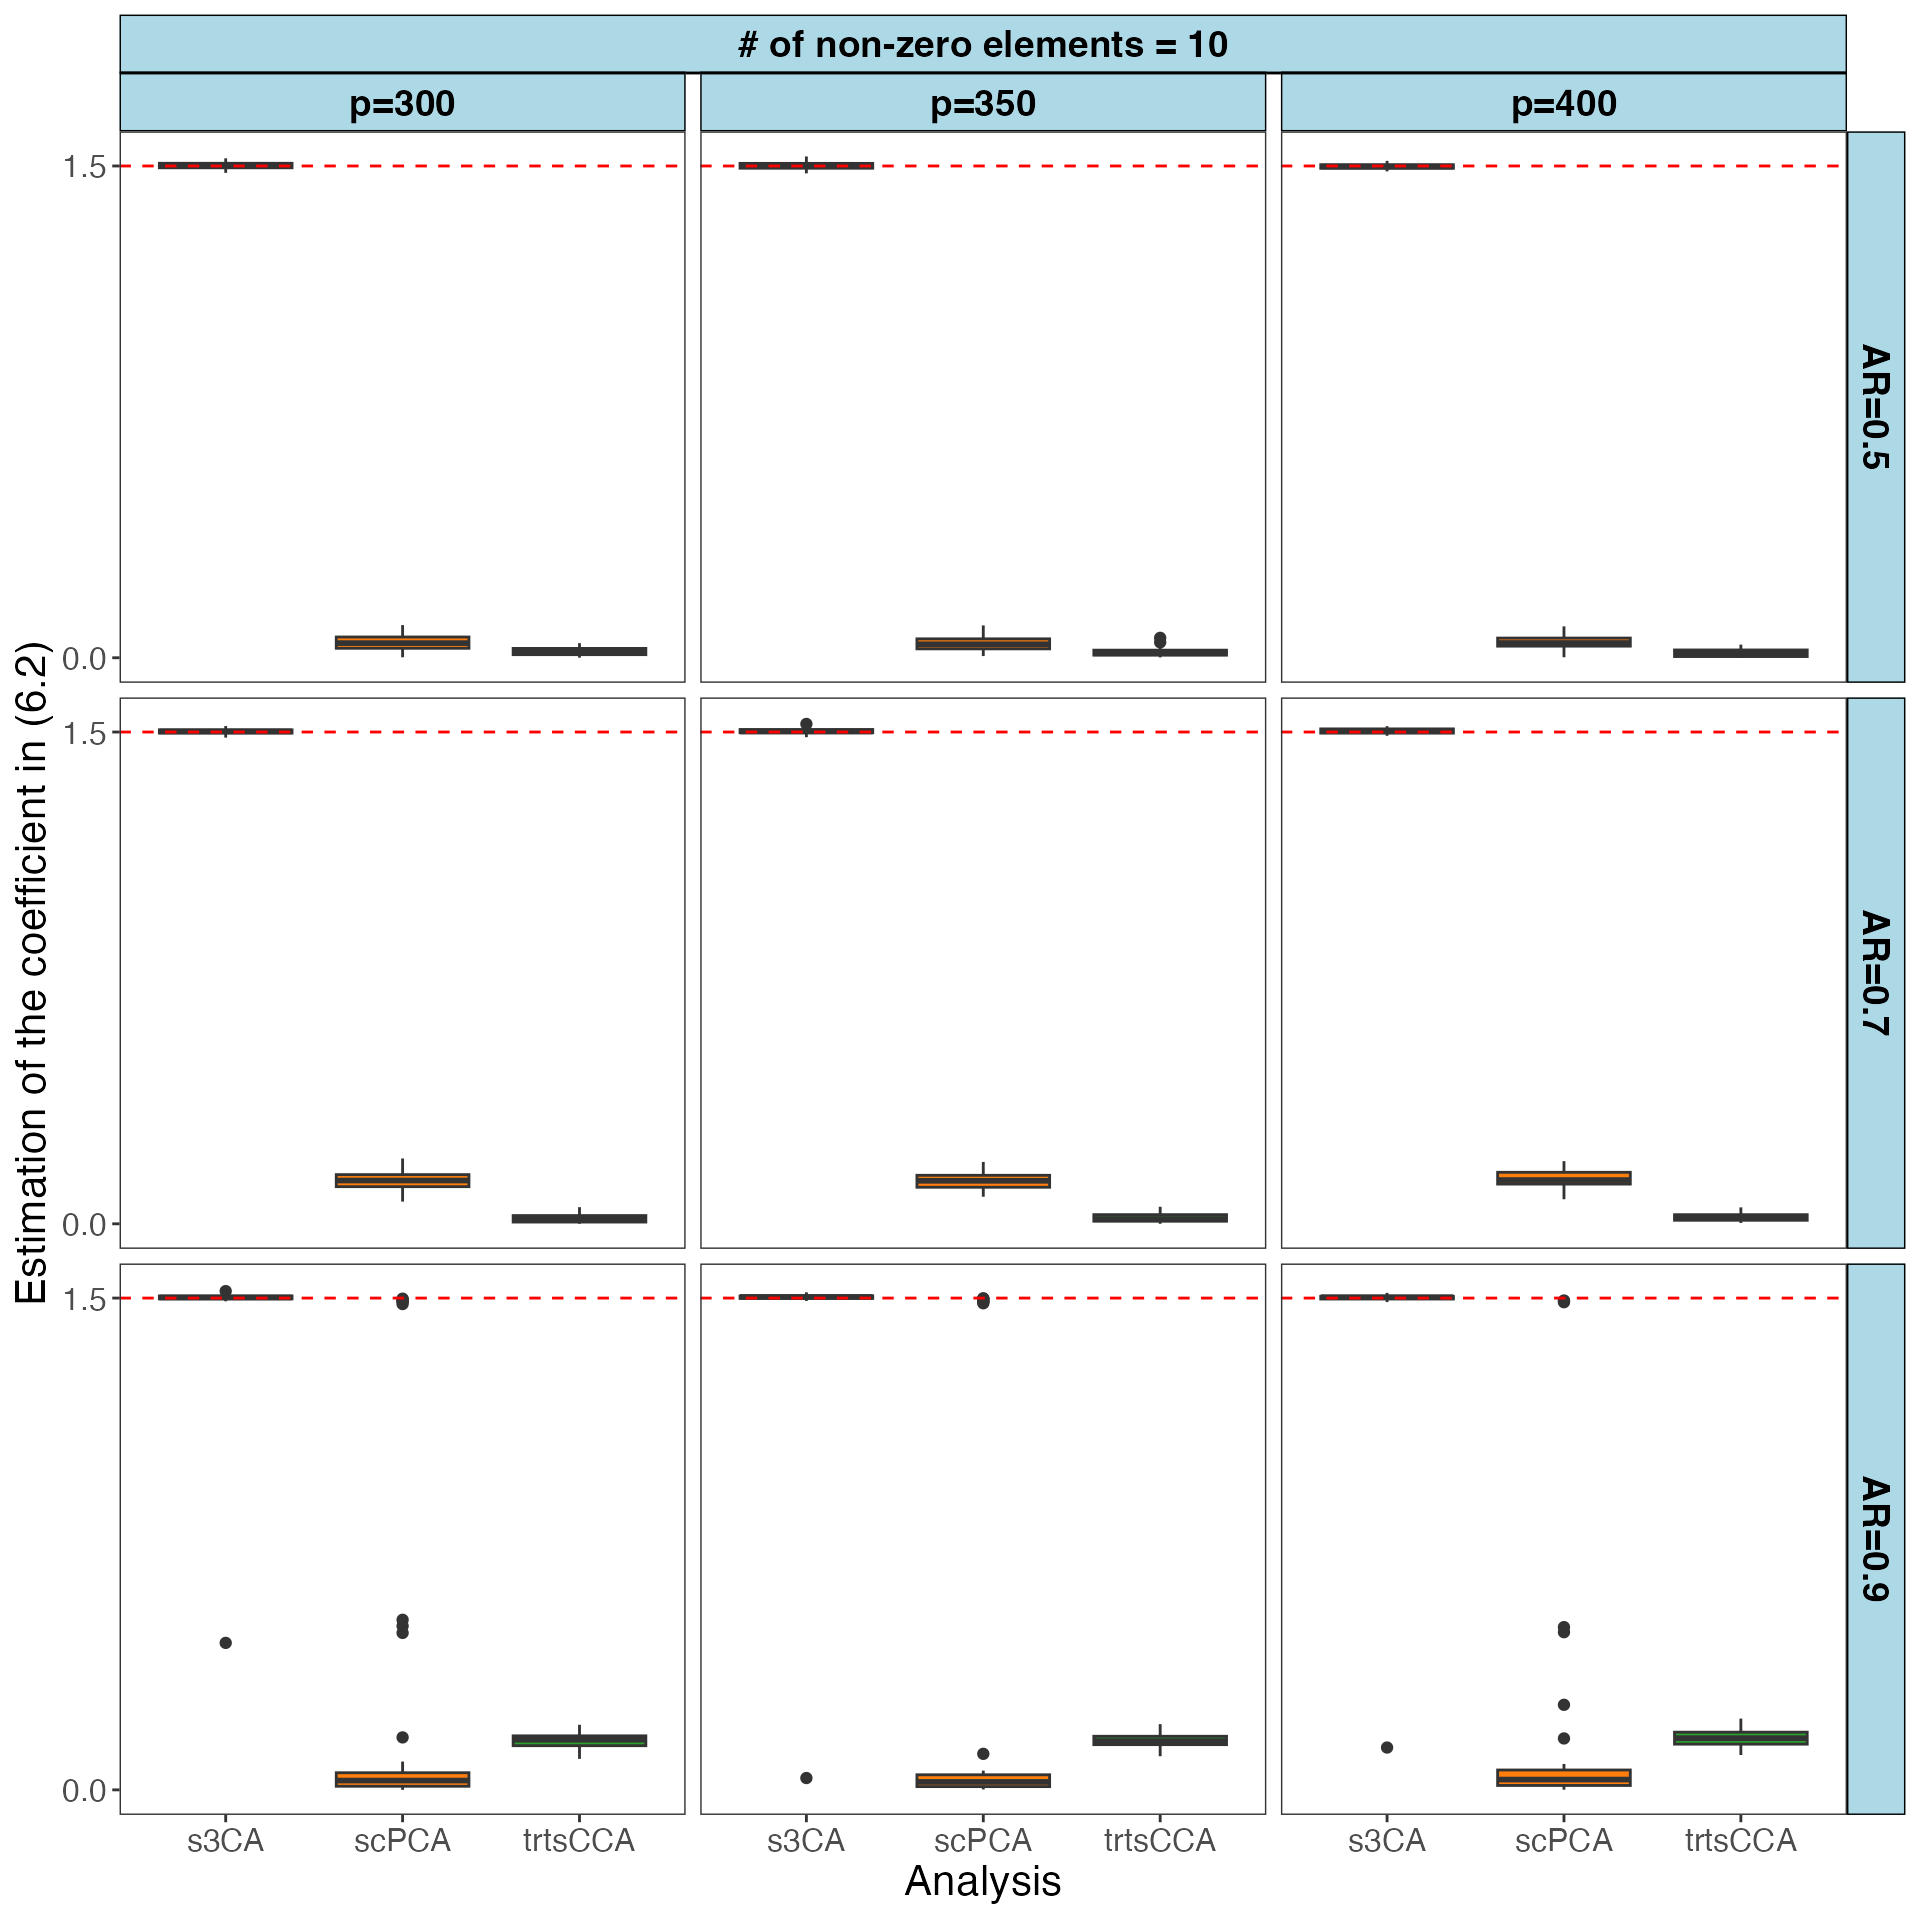 # of non-zero elements = 10
p=300 p=350 p=400
1.5
0.0
AR=0.5
1.5
0.0
AR=0.7
1.5
0.0
AR=0.9
Estimation of the coefficient in (6.2)
s3CA scPCA trtsCCA s3CA scPCA trtsCCA s3CA scPCA trtsCCA
Analysis